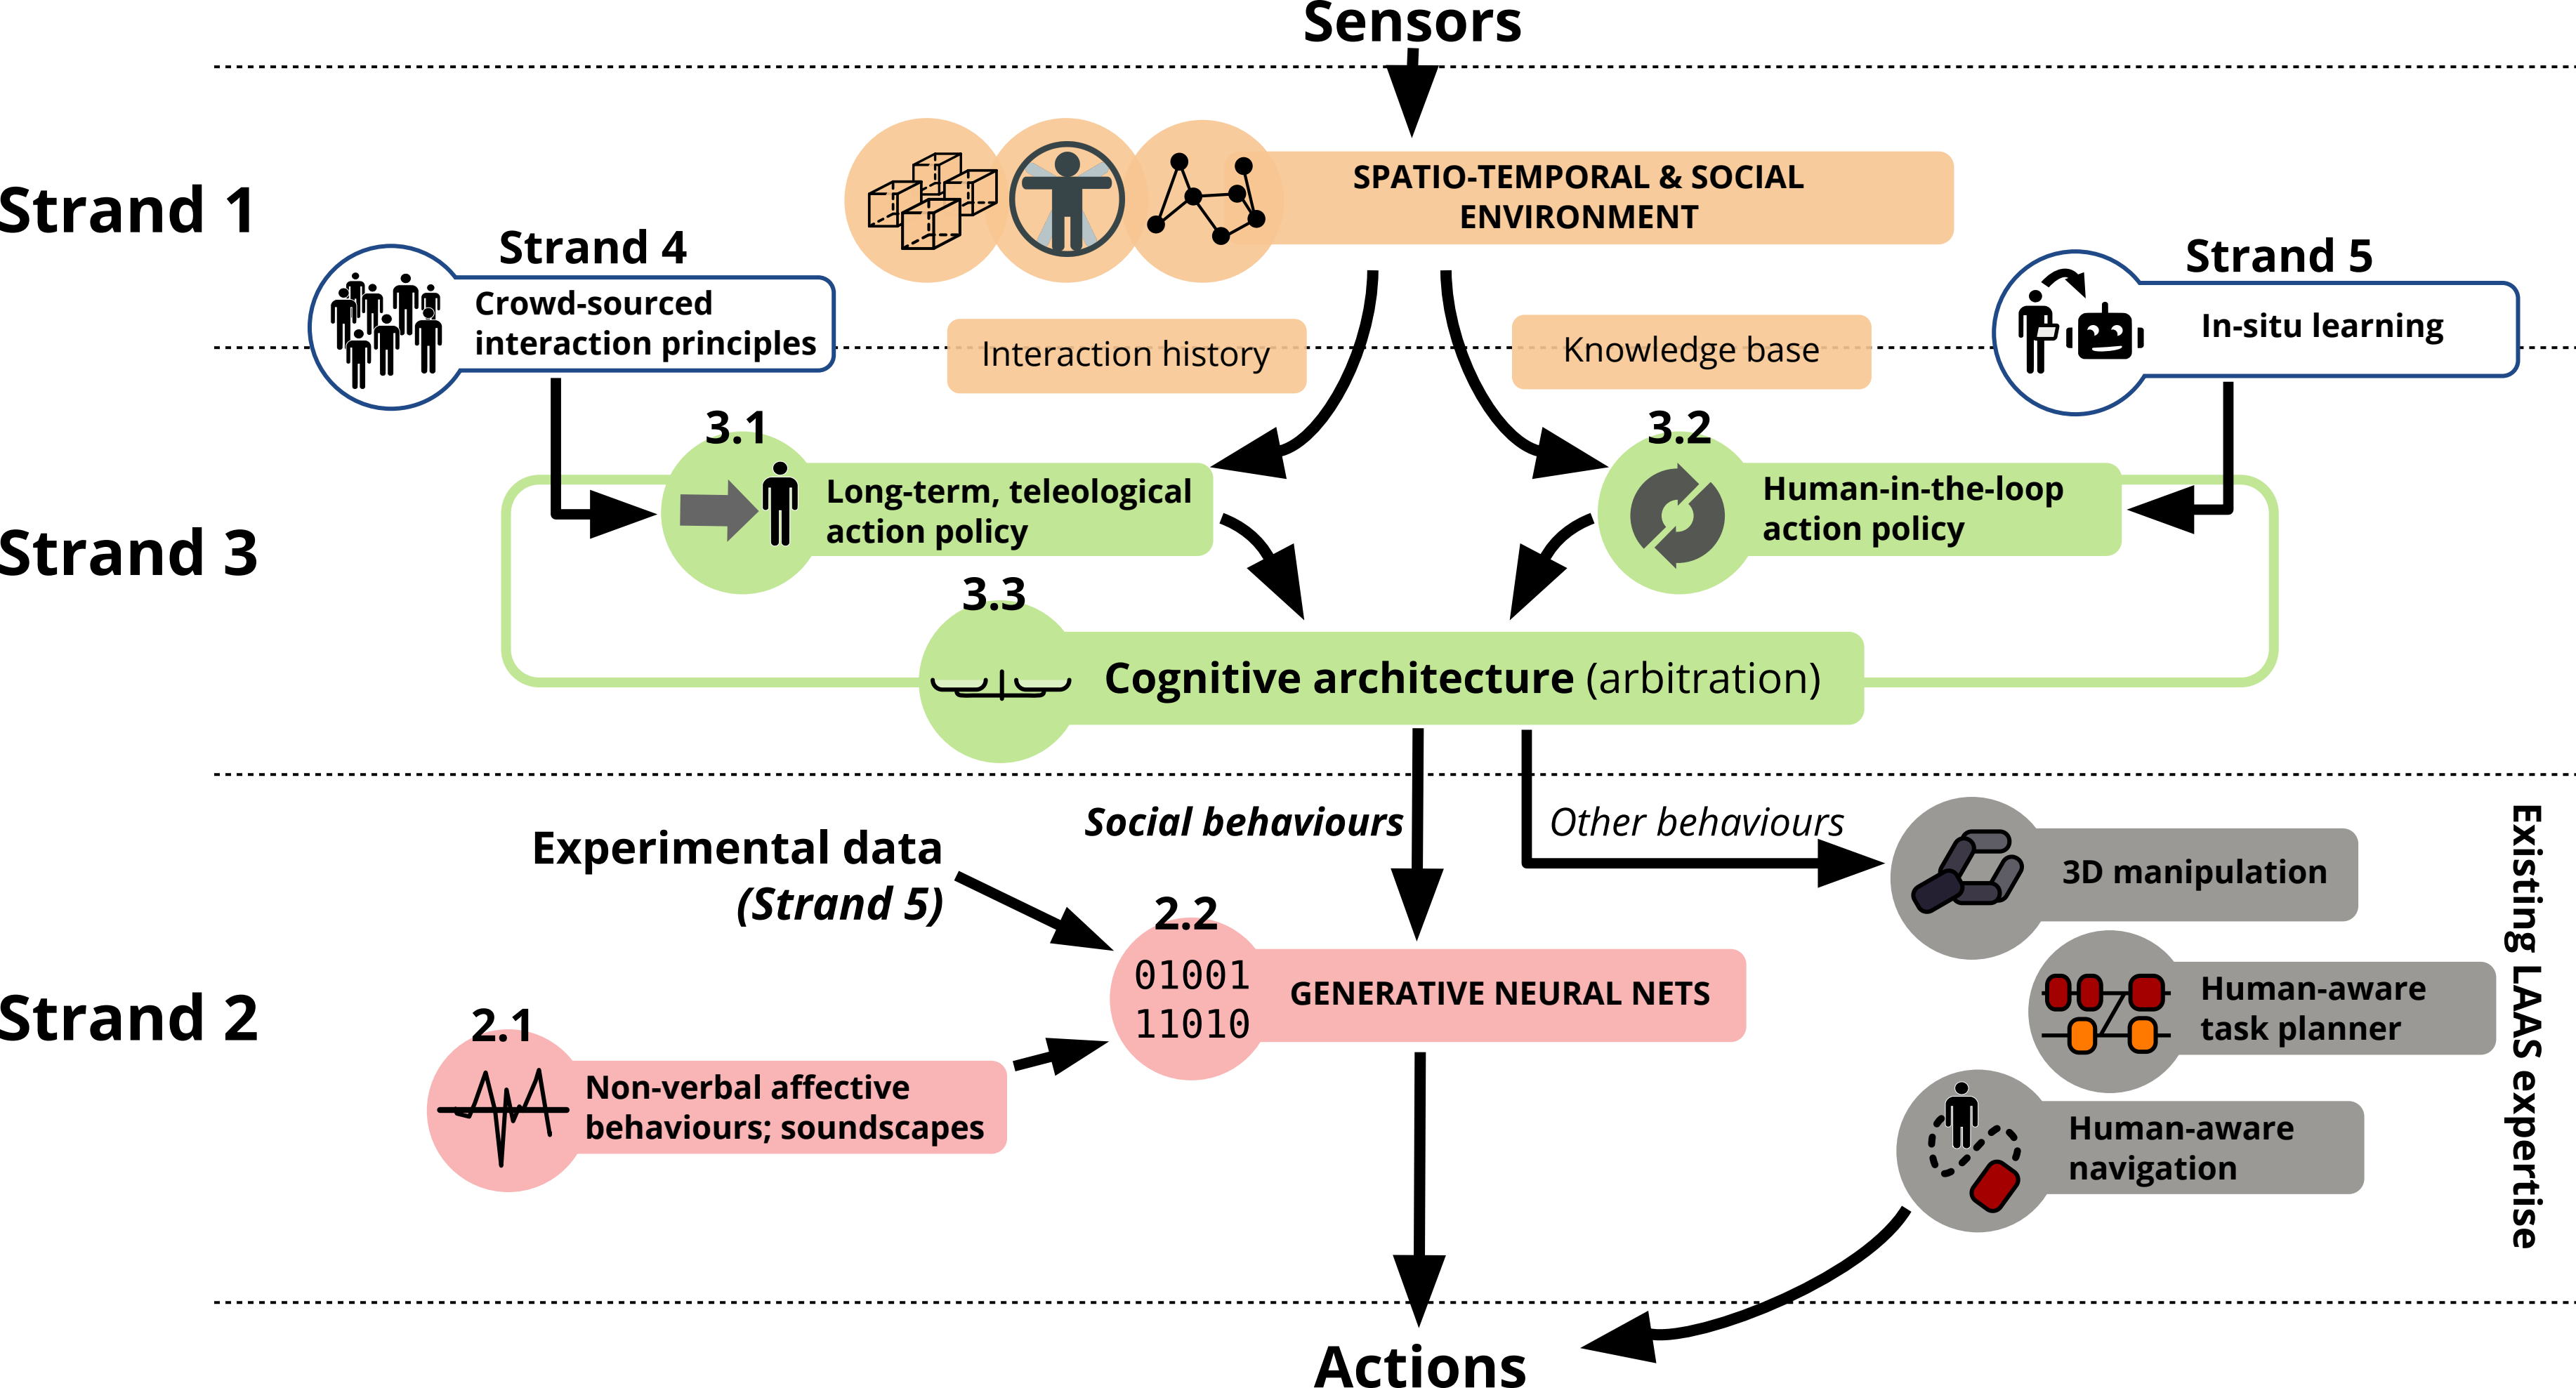 Sensors
Strand 1
SPATIO-TEMPORAL & SOCIAL
ENVIRONMENT
Strand 4
Crowd-sourced
interaction principles
Strand 5
In-situ learning
Interaction history
Knowledge base
Strand 3
3.1
Long-term, teleological
action policy
3.2
Human-in-the-loop
action policy
3.3
Cognitive architecture (arbitration)
Social behaviours
Other behaviours
Strand 2
Experimental data
(Strand 5)
2.2
01001
11010
GENERATIVE NEURAL NETS
2.1
Non-verbal affective
behaviours; soundscapes
3D manipulation
Human-aware
task planner
Human-aware
navigation
Existing LAAS expertise
Actions